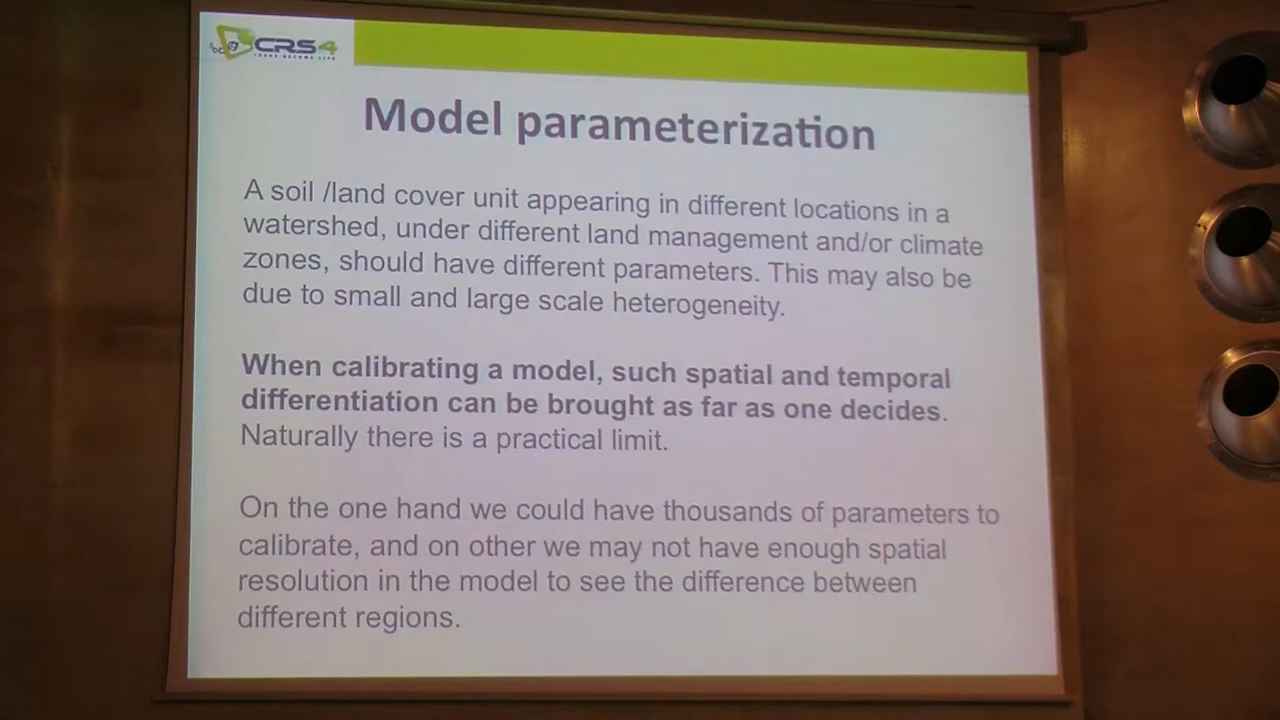 CRS4
Model parameterization
A soil /land cover unit appearing in different locations in a
watershed, under different land management and/or climate
zones, should have different parameters. This may also be
due to small and large scale heterogeneity.
When calibrating a model, such spatial and temporal
differentiation can be brought as far as one decides.
Naturally there is a practical limit.
On the one hand we could have thousands of parameters to
calibrate, and on other we may not have enough spatial
resolution in the model to see the difference between
different regions.